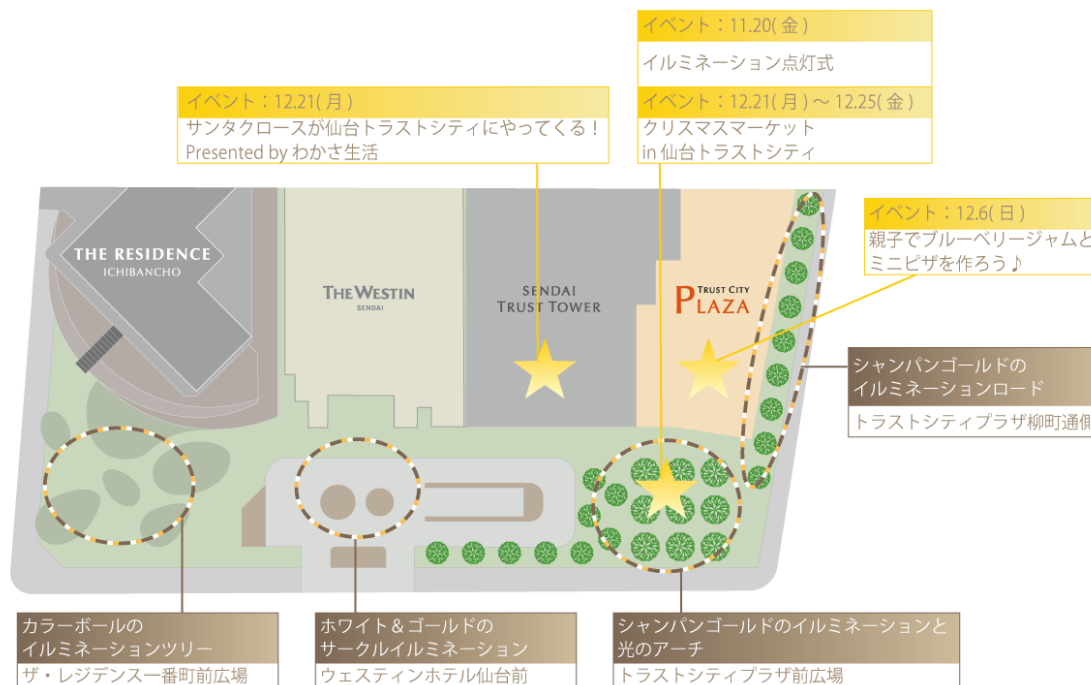 イベント：11.20( 金 )
イルミネーション点灯式
イベント：12.21( 月 )
サンタクロースが仙台トラストシティにやってくる！
Presented by わかさ生活
イベント：12.21( 月 ) ～ 12.25( 金 )
クリスマスマーケット
in 仙台トラストシティ
イベント：12.6( 日 )
親子でブルーベリージャムと
ミニピザを作ろう♪
THE RESIDENCE
ICHIBANCHO
THE WESTIN
SENDAI
SENDAI
TRUST TOWER
TRUST CITY
PLAZA
シャンパンゴールドの
イルミネーションロード
トラストシティプラザ柳町通側
カラーボールの
イルミネーションツリー
ザ・レジデンス一番町前広場
ホワイト＆ゴールドの
サークルイルミネーション
ウェスティンホテル仙台前
シャンパンゴールドのイルミネーションと
光のアーチ
トラストシティプラザ前広場